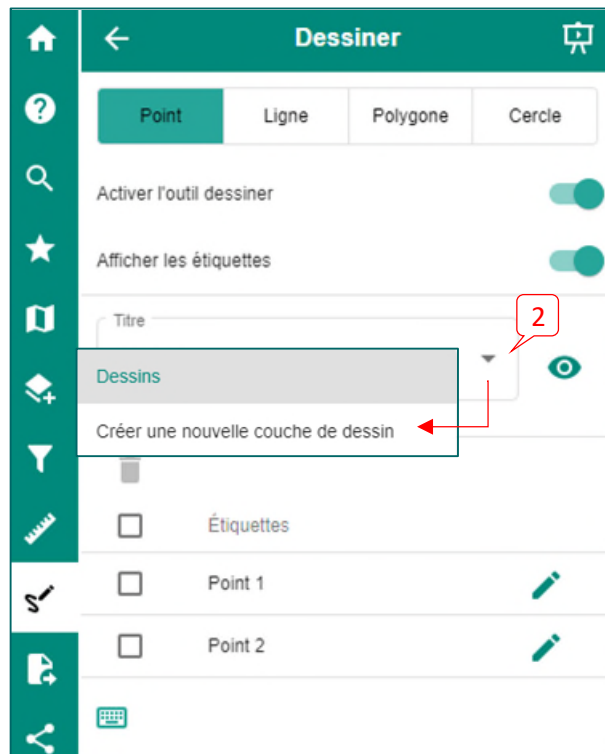 Dessiner
Point Ligne Polygone Cercle
Activer l'outil dessiner
Afficher les étiquettes
Titre
2
Dessins
Créer une nouvelle couche de dessin
Étiquettes
Point 1
Point 2